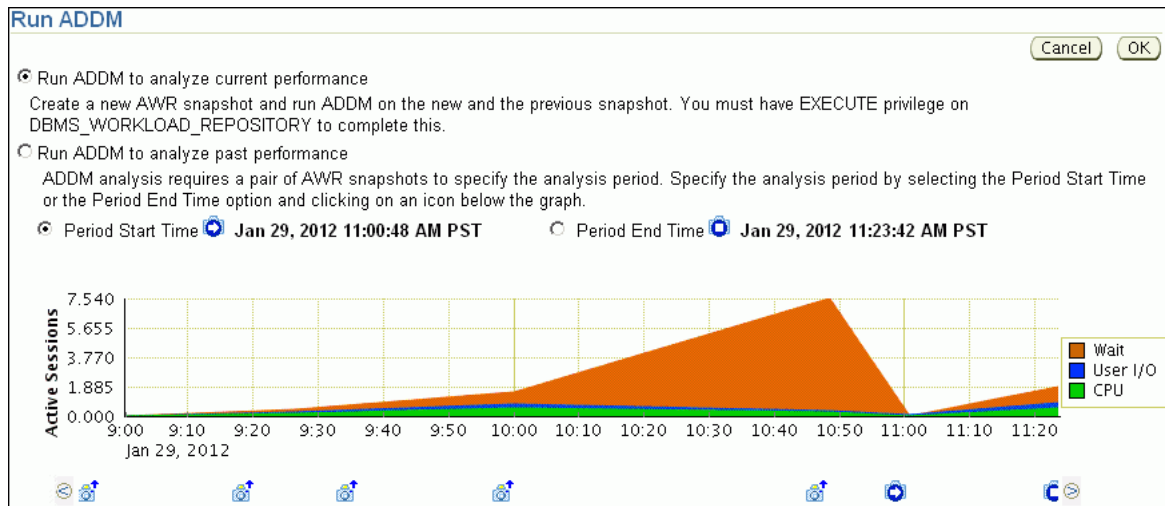 Run ADDM
Cancel
OK
Run ADDM to analyze current performance
Create a new AWR snapshot and run ADDM on the new and the previous snapshot. You must have EXECUTE privilege on
DBMS_WORKLOAD_REPOSITORY to complete this.
Run ADDM to analyze past performance
ADDM analysis requires a pair of AWR snapshots to specify the analysis period. Specify the analysis period by selecting the Period Start Time
or the Period End Time option and clicking on an icon below the graph.
Period Start Time Jan 29, 2012 11:00:48 AM PST
Period End Time Jan 29, 2012 11:23:42 AM PST
Active Sessions
7.540
5.655
3.770
1.885
0.000
9:00 9:10 9:20 9:30 9:40 9:50 10:00 10:10 10:20 10:30 10:40 10:50 11:00 11:10 11:20
Jan 29, 2012
Wait
User I/O
CPU